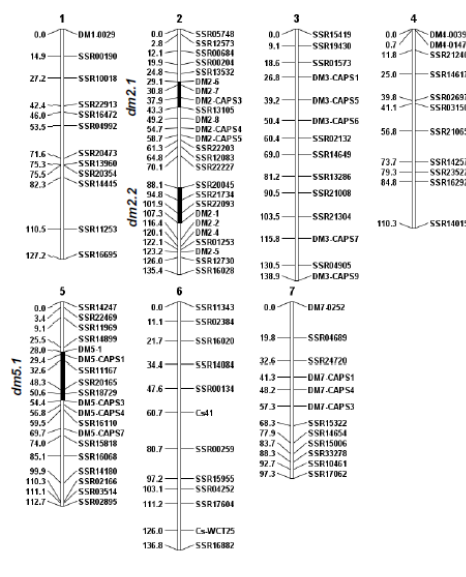 1
0.0 DM1-0029
14.9 SSR00190
27.2 SSR10018
42.4 SSR22913
46.0 SSR16472
53.5 SSR04992
71.6 SSR20473
75.3 SSR13960
75.5 SSR20354
82.3 SSR14445
110.5 SSR11253
127.2 SSR16695
2
0.0 SSR05748
2.8 SSR12573
12.1 SSR00684
19.9 SSR00204
24.8 SSR13532
29.1 DM2-6
30.8 DM2-7
37.9 DM2-CAPS3
43.5 SSR13105
49.2 DM2-8
54.7 DM2-CAPS4
58.7 DM2-CAPS5
61.3 SSR22203
64.8 SSR12083
70.1 SSR22227
88.1 SSR20045
94.8 SSR21734
101.9 SSR22093
107.3 DM2-1
116.4 DM2-2
120.1 DM2-4
122.1 SSR01253
123.2 DM2-5
126.0 SSR12730
135.4 SSR16028
dm2.1
dm2.2
3
0.0 SSR15419
9.1 SSR19430
18.6 SSR01573
26.8 DM3-CAPS1
39.2 DM3-CAPS5
50.4 DM3-CAPS6
60.4 SSR02132
69.0 SSR14649
81.2 SSR13286
90.5 SSR21008
103.5 SSR21304
115.8 DM3-CAPS7
130.5 SSR04905
138.9 DM3-CAPS9
4
0.0 DM4-0039
0.7 DM4-0147
11.8 SSR21246
25.0 SSR14617
39.8 SSR02697
41.1 SSR03156
56.8 SSR21065
73.7 SSR14257
79.3 SSR23522
84.8 SSR16292
110.3 SSR14015
5
0.0 SSR14247
3.4 SSR22469
9.1 SSR11969
25.5 SSR14899
28.0 DM5-1
29.4 DM5-CAPS1
32.6 SSR11167
48.3 SSR20165
50.6 SSR18729
54.4 DM5-CAPS3
56.8 DM5-CAPS4
59.5 SSR16110
69.7 DM5-CAPS7
74.0 SSR15818
85.1 SSR16068
99.9 SSR14180
110.3 SSR02166
111.1 SSR03514
112.7 SSR02895
dm5.1
6
0.0 SSR11343
11.1 SSR02384
21.7 SSR16020
34.4 SSR14084
47.6 SSR00134
60.7 Cs41
80.7 SSR00259
97.2 SSR15955
103.1 SSR04252
111.2 SSR17604
126.0 Cs-WCT25
136.8 SSR16882
7
0.0 DM7-0252
19.8 SSR04689
32.6 SSR24720
41.3 DM7-CAPS1
48.2 DM7-CAPS4
57.3 DM7-CAPS3
68.3 SSR15322
77.9 SSR14654
83.7 SSR15006
88.3 SSR33278
92.7 SSR10461
97.3 SSR17062